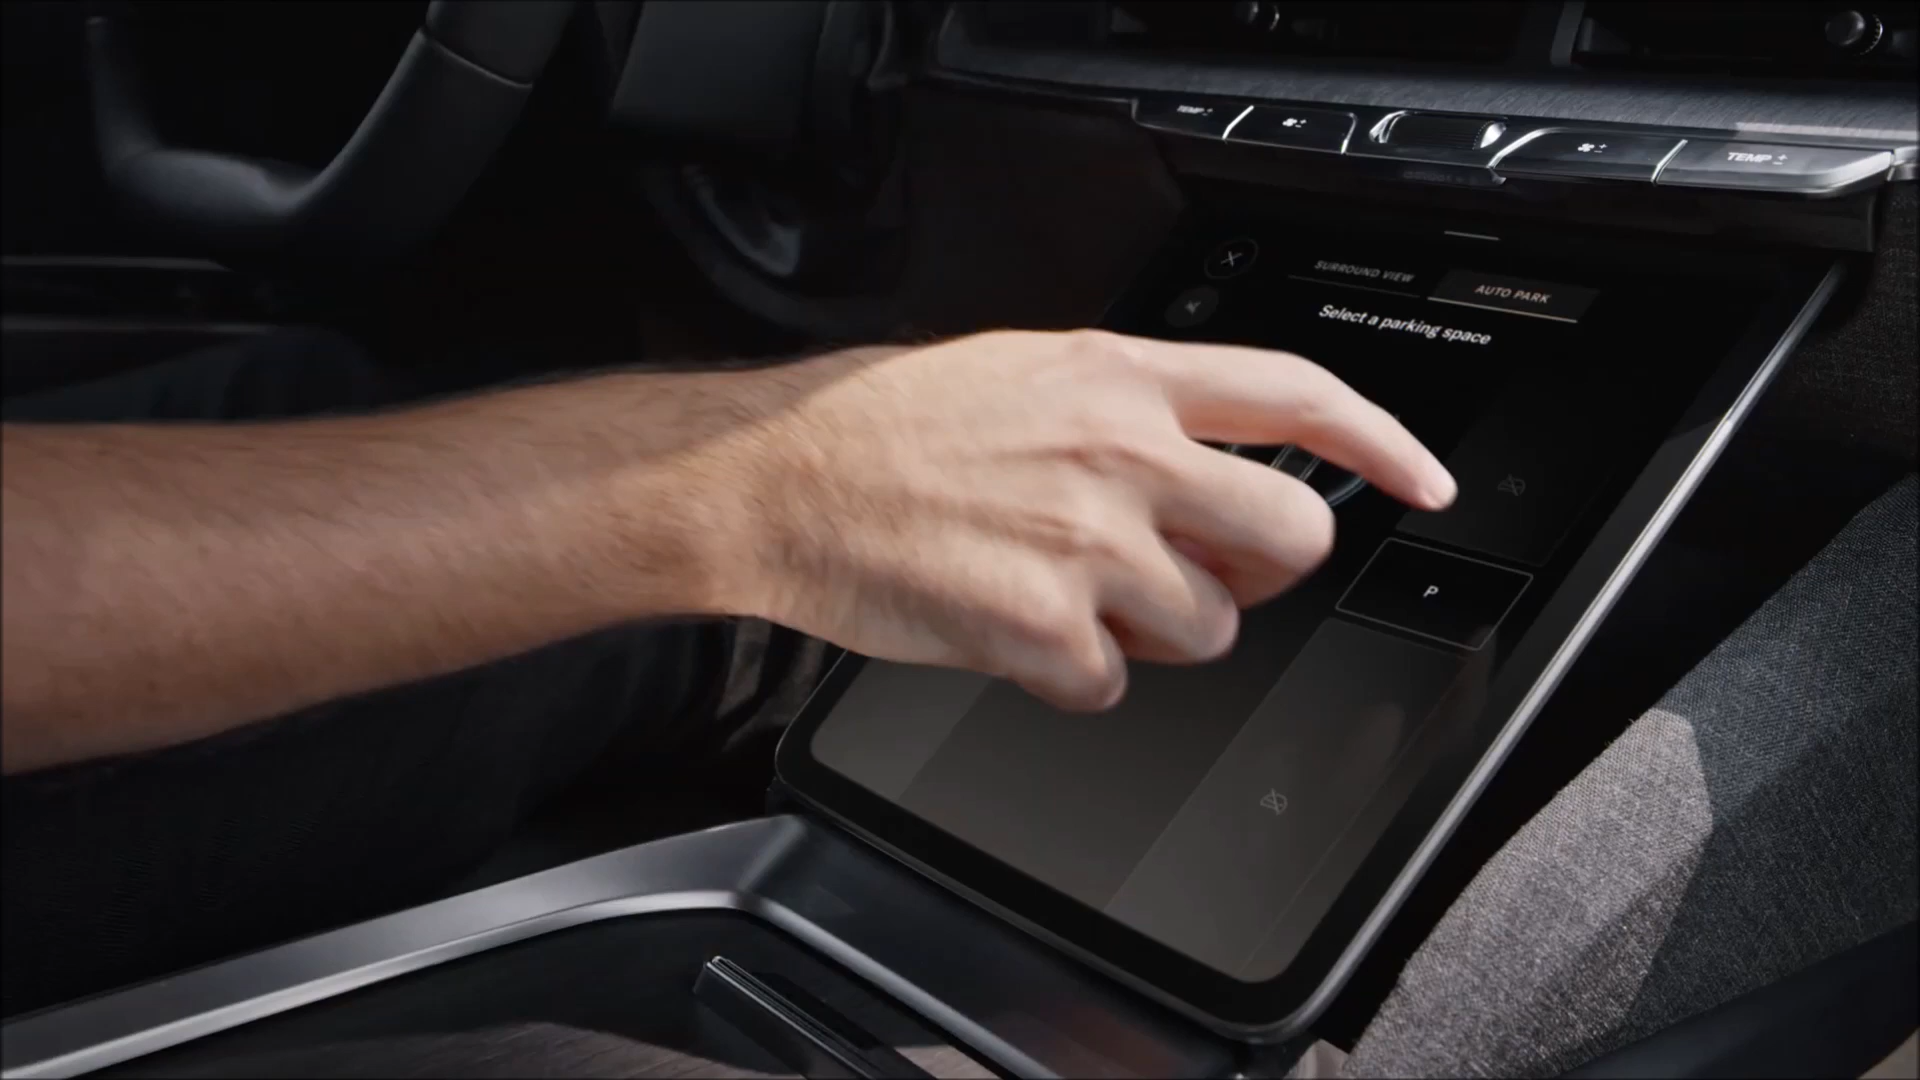 TEMP
TEMP
SURROUND VIEW
AUTO PARK
Select a parking space
P